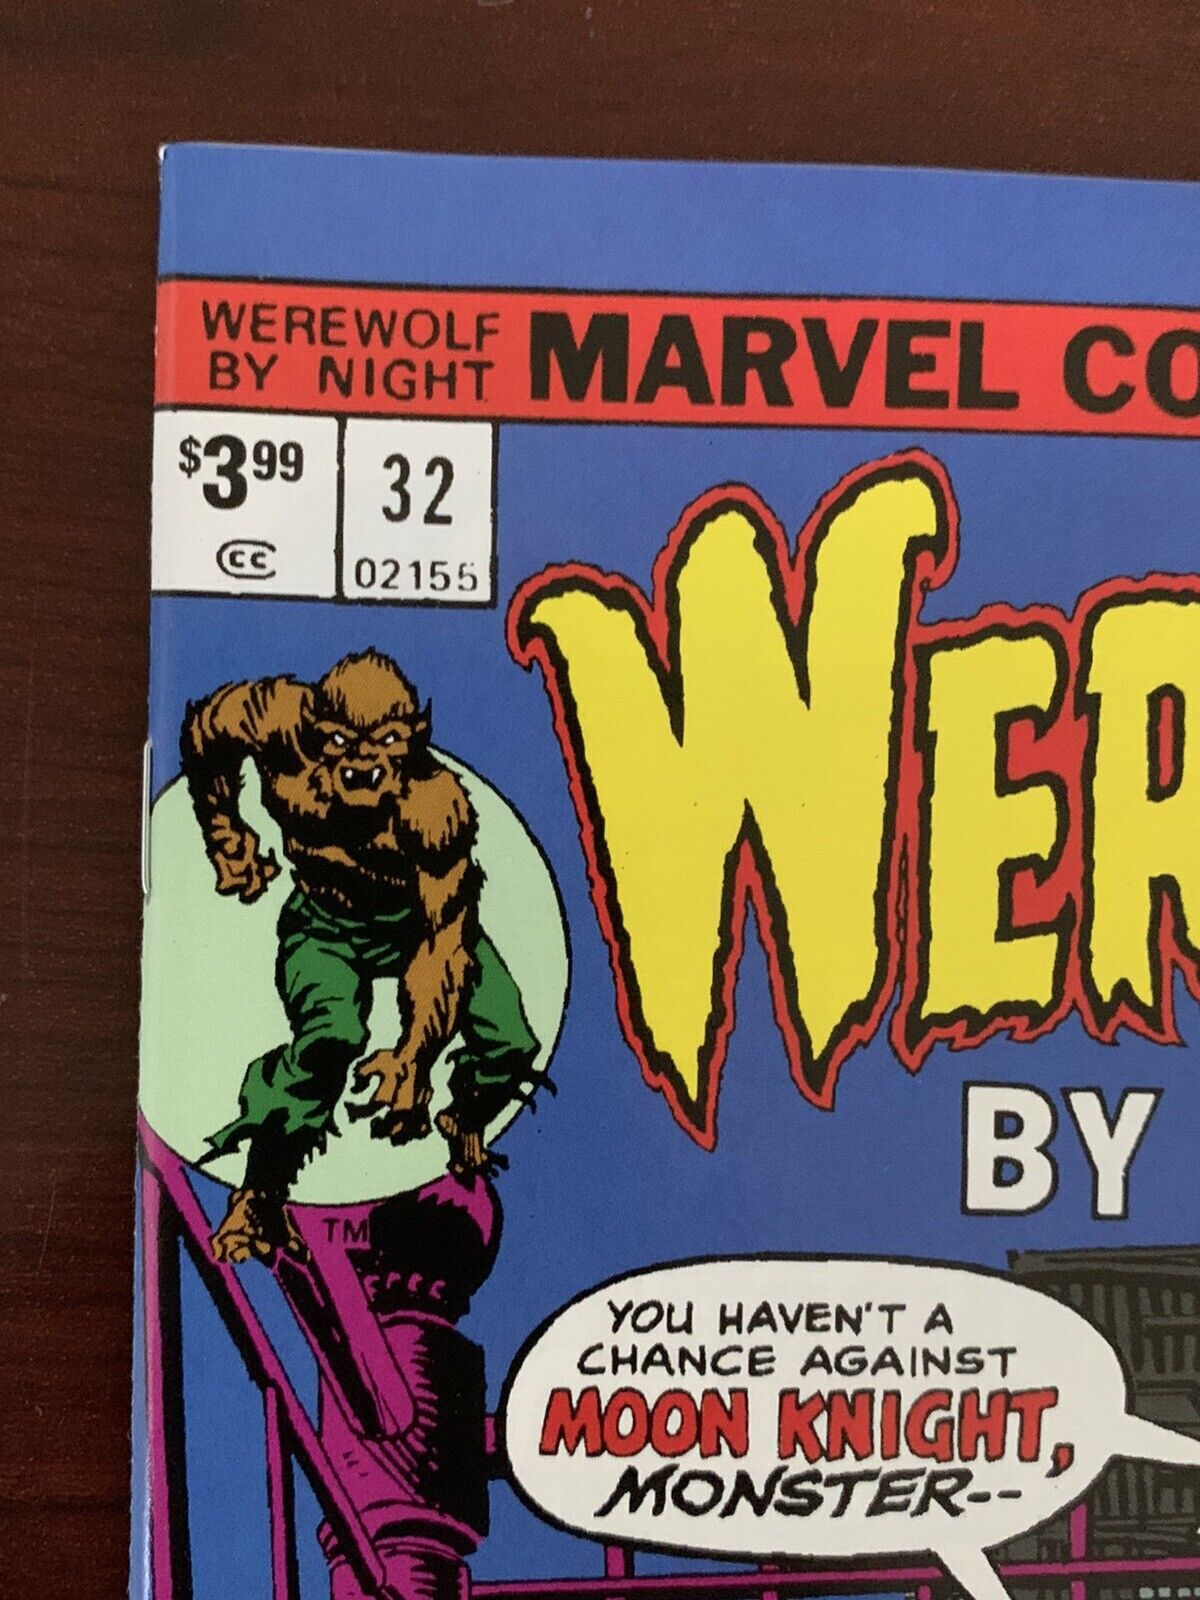 WEREWOLF
BY NIGHT
MARVEL CO
$3.99
CC
32
02155
WER
BY
TM
YOU HAVEN'T A
CHANCE AGAINST
MOON KNIGHT,
MONSTER--